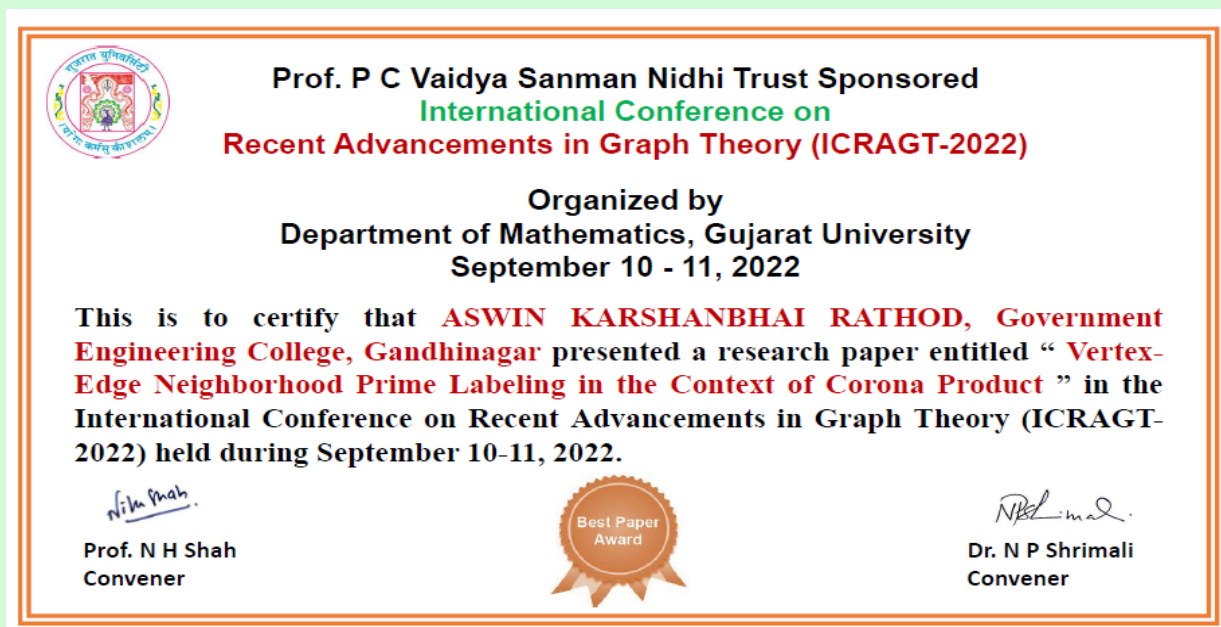 गुजरात युनिवर्सिटी
Prof. P C Vaidya Sanman Nidhi Trust Sponsored
International Conference on
Recent Advancements in Graph Theory (ICRAGT-2022)
Organized by
Department of Mathematics, Gujarat University
September 10 - 11, 2022
This is to certify that ASWIN KARSHANBHAI RATHOD, Government
Engineering College, Gandhinagar presented a research paper entitled “ Vertex-
Edge Neighborhood Prime Labeling in the Context of Corona Product ” in the
International Conference on Recent Advancements in Graph Theory (ICRAGT-
2022) held during September 10-11, 2022.
Best Paper
Award
Prof. N H Shah
Convener
Dr. N P Shrimali
Convener